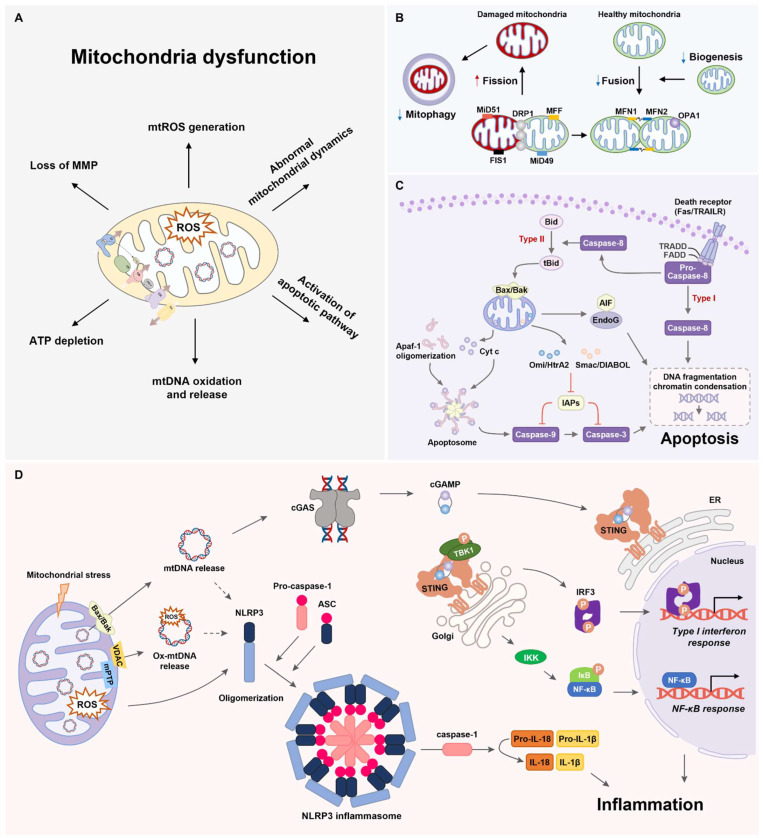 A
Mitochondria dysfunction
mtROS generation
Loss of MMP
Abnormal
mitochondrial dynamics
ROS
Activation of
apoptotic pathway
ATP depletion
mtDNA oxidation
and release
B
Damaged mitochondria
Healthy mitochondria
Biogenesis
Fission
Fusion
Mitophagy
MiD51
DRP1
MFF
MFN1
MFN2
OPA1
FIS1
MiD49
C
Death receptor
(Fas/TRAILR)
Bid
Type II
Caspase-8
TRADD
FADD
tBid
Pro-
Caspase-8
Bax/Bak
Type I
AIF
EndoG
Caspase-8
Apaf-1
oligomerization
Cyt c
Omi/HtrA2
Smac/DIABOL
DNA fragmentation
chromatin condensation
IAPs
Apoptosome
Caspase-9
Caspase-3
Apoptosis
D
cGAS
cGAMP
STING
ER
mtDNA release
Mitochondrial stress
P
TBK1
STING
Nucleus
Pro-caspase-1
ASC
Bax/Bak
NLRP3
ROS
IRF3
P
P
P
P
Golgi
Type I interferon
response
VDAC
Ox-mtDNA
release
mPTP
IKK
P
IκB
NF-κB
NF-κB
ROS
Oligomerization
NF-κB response
caspase-1
Pro-IL-18
Pro-IL-1β
IL-18
IL-1β
NLRP3 inflammasome
Inflammation